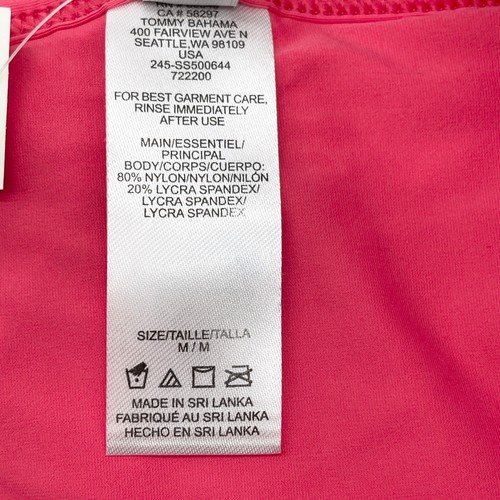 CA # 58297
TOMMY BAHAMA
400 FAIRVIEW AVE N
SEATTLE,WA 98109
USA
245-SS500644
722200
FOR BEST GARMENT CARE,
RINSE IMMEDIATELY
AFTER USE
MAIN/ESSENTIEL/
PRINCIPAL
BODY/CORPS/CUERPO:
80% NYLON/NYLON/NILÓN
20% LYCRA SPANDEX/
LYCRA SPANDEX/
LYCRA SPANDEX
SIZE/TAILLE/TALLA
M / M
MADE IN SRI LANKA
FABRIQUÉ AU SRI LANKA
HECHO EN SRI LANKA